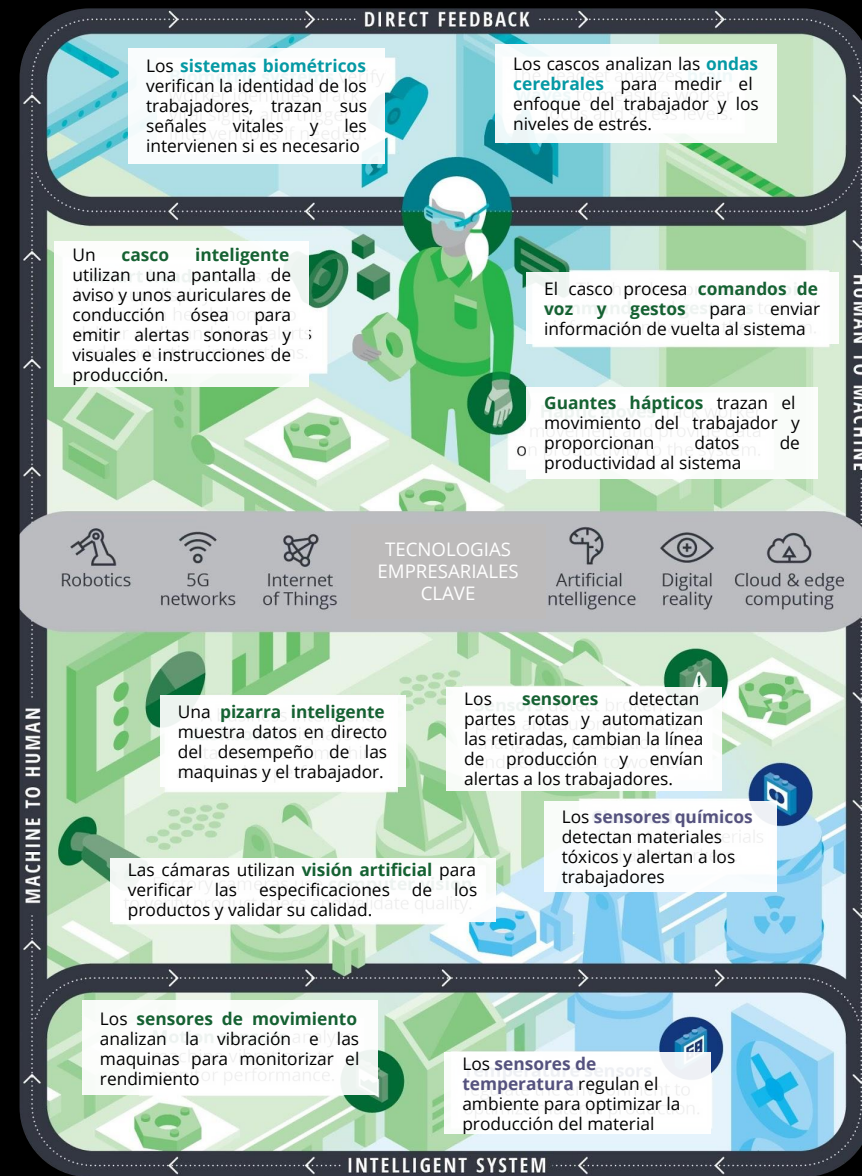 DIRECT FEEDBACK
Los sistemas biométricos
verifican la identidad de los
trabajadores, trazan sus
señales vitales y les
intervienen si es necesario
Los cascos analizan las ondas
cerebrales para medir el
enfoque del trabajador y los
niveles de estrés.
Un casco inteligente
utilizan una pantalla de
aviso y unos auriculares de
conducción ósea para
emitir alertas sonoras y
visuales e instrucciones de
producción.
El casco procesa comandos de
voz y gestos para enviar
información de vuelta al sistema
Guantes hápticos trazan el
movimiento del trabajador y
proporcionan datos de
productividad al sistema
HUMAN TO MACHINE
Robotics
5G
networks
Internet
of Things
TECNOLOGIAS
EMPRESARIALES
CLAVE
Artificial
ntelligence
Digital
reality
Cloud & edge
computing
MACHINE TO HUMAN
Una pizarra inteligente
muestra datos en directo
del desempeño de las
maquinas y el trabajador.
Los sensores detectan
partes rotas y automatizan
las retiradas, cambian la línea
de producción y envían
alertas a los trabajadores.
Los sensores químicos
detectan materiales
tóxicos y alertan a los
trabajadores
Las cámaras utilizan visión artificial para
verificar las especificaciones de los
productos y validar su calidad.
Los sensores de movimiento
analizan la vibración e las
maquinas para monitorizar el
rendimiento
Los sensores de
temperatura regulan el
ambiente para optimizar la
producción del material
INTELLIGENT SYSTEM